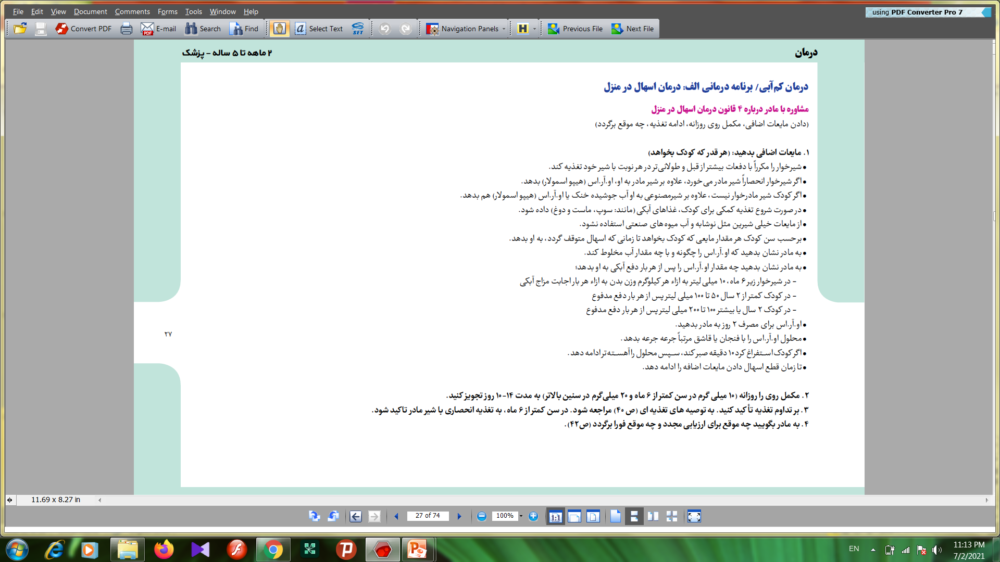 File Edit View Document Comments Forms Tools Window Help
using PDF Converter Pro 7
Convert PDF E-mail Search Find Select Text Navigation Panels Previous File Next File
درمان
۲ ماهه تا ۵ ساله - پزشک
درمان کم‌آبی/ برنامه درمانی الف: درمان اسهال در منزل
مشاوره با مادر درباره ۴ قانون درمان اسهال در منزل
(دادن مایعات اضافی، مکمل روی روزانه، ادامه تغذیه، چه موقع برگردد)
۱. مایعات اضافی بدهید: (هر قدر که کودک بخواهد)
● شیرخوار را مکرراً با دفعات بیشتر از قبل و طولانی‌تر در هر نوبت با شیر خود تغذیه کند.
● اگر شیرخوار انحصاراً شیر مادر می‌خورد، علاوه بر شیر مادر به او، او.آر.اس (هیپو اسمولار) بدهد.
● اگر کودک شیر مادرخوار نیست، علاوه بر شیرمصنوعی به او آب جوشیده خنک یا او.آر.اس (هیپو اسمولار) هم بدهد.
● در صورت شروع تغذیه کمکی برای کودک، غذاهای آبکی (مانند: سوپ، ماست و دوغ) داده شود.
● از مایعات خیلی شیرین مثل نوشابه و آب میوه‌های صنعتی استفاده نشود.
● برحسب سن کودک هر مقدار مایعی که کودک بخواهد تا زمانی که اسهال متوقف گردد، به او بدهد.
● به مادر نشان بدهید که او.آر.اس را چگونه و با چه مقدار آب مخلوط کند.
● به مادر نشان بدهید چه مقدار او.آر.اس را پس از هر بار دفع آبکی به او بدهد؛
- در شیرخوار زیر ۶ ماه، ۱۰ میلی لیتر به ازاء هر کیلوگرم وزن بدن به ازاء هر بار اجابت مزاج آبکی
- در کودک کمتر از ۲ سال ۵۰ تا ۱۰۰ میلی لیتر پس از هر بار دفع مدفوع
- در کودک ۲ سال یا بیشتر ۱۰۰ تا ۲۰۰ میلی لیتر پس از هر بار دفع مدفوع
● او.آر.اس برای مصرف ۲ روز به مادر بدهید.
● محلول او.آر.اس را با فنجان یا قاشق مرتباً جرعه جرعه بدهد.
● اگر کودک استفراغ کرد ۱۰ دقیقه صبر کند، سپس محلول را آهسته تر ادامه دهد.
● تا زمان قطع اسهال دادن مایعات اضافه را ادامه دهد.
۲. مکمل روی را روزانه (۱۰ میلی گرم در سن کمتر از ۶ ماه و ۲۰ میلی‌گرم در سنین بالاتر) به مدت ۱۴-۱۰ روز تجویز کنید.
۳. بر تداوم تغذیه تأکید کنید. به توصیه های تغذیه ای (ص ۴۰) مراجعه شود. در سن کمتر از ۶ ماه، به تغذیه انحصاری با شیر مادر تاکید شود.
۴. به مادر بگویید چه موقع برای ارزیابی مجدد و چه موقع فورا برگردد (ص۴۲).
۲۷
11.69 x 8.27 in
27 of 74 100%
EN
11:13 PM
7/2/2021